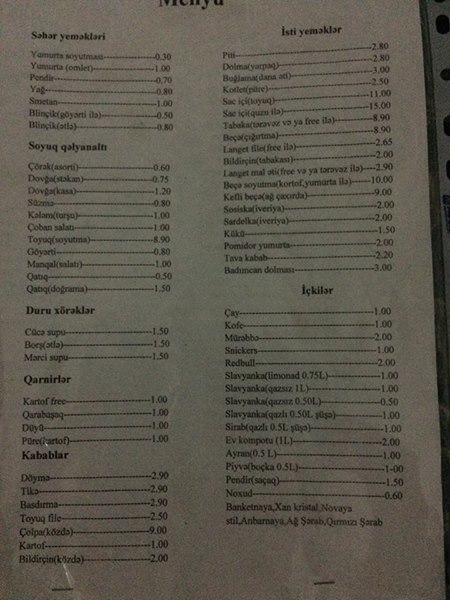 Menyu
Səhər yeməkləri
Yumurta soyutması-----0.30
Yumurta (omlet)-----1.00
Pendir-----0.70
Yağ-----0.80
Smetan-----1.00
Blinçik(göyərti ilə)-----0.50
Blinçik(ətlə)-----0.80
Soyuq qəlyanaltı
Çörək(asorti)-----0.60
Dovğa(stəkan)-----0.75
Dovğa(kasa)-----1.20
Süzmə-----0.80
Kələm(turşu)-----1.00
Çoban salatı-----1.00
Toyuq(soyutma)-----8.90
Göyərti-----0.80
Manqal(salatı)-----1.00
Qatıq-----0.50
Qatıq(doğrama)-----1.50
Duru xörəklər
Cücə supu-----1.50
Borş(ətlə)-----1.50
Mərci supu-----1.50
Qarnirlər
Kartof free-----1.00
Qarabaşaq-----1.00
Düyü-----1.00
Püre(kartof)-----1.00
Kabablar
Döymə-----2.90
Tikə-----2.90
Basdırma-----2.90
Toyuq file-----2.50
Çolpa(közdə)-----9.00
Kartof-----1.00
Bildirçin(közdə)-----2.00
İsti yeməklər
Piti-----2.80
Dolma(yarpaq)-----2.80
Buğlama(dana əti)-----3.00
Kotlet(püre)-----2.50
Sac içi(toyuq)-----11.00
Sac içi(quzu ilə)-----15.00
Tabaka(tərəvəz və ya free ilə)-----8.90
Beçə(çığırtma)-----8.90
Langet file(free ilə)-----2.65
Bildirçin(tabakası)-----2.00
Langet mal əti(free və ya tərəvəz ilə)---2.90
Beçə soyutma(kortof,yumurta ilə)-----10.00
Kefli beçə(ağ çaxırda)-----9.00
Sosiska(iveriya)-----2.00
Sardelka(iveriya)-----2.00
Kükü-----1.50
Pomidor yumurta-----2.00
Tava kabab-----2.20
Badımcan dolması-----3.00
İçkilər
Çay-----1.00
Kofe-----1.00
Mürəbbə-----2.00
Snickers-----1.00
Redbull-----2.00
Slavyanka(limonad 0.75L)-----1.00
Slavyanka(qazsız 1L)-----1.00
Slavyanka(qazsız 0.50L)-----0.50
Slavyanka(qazlı 0.50L şüşə)-----1.00
Sirab(qazlı 0.5L şüşə)-----1.00
Ev kompotu (1L)-----2.00
Ayran(0.5 L)-----1.00
Piyvə(boçka 0.5L)-----1-00
Pendir(saçaq)-----1.50
Noxud-----0.60
Banketnaya,Xan kristal,Novaya
stil,Anbarnaya,Ağ Şərab,Qırmızı Şərab